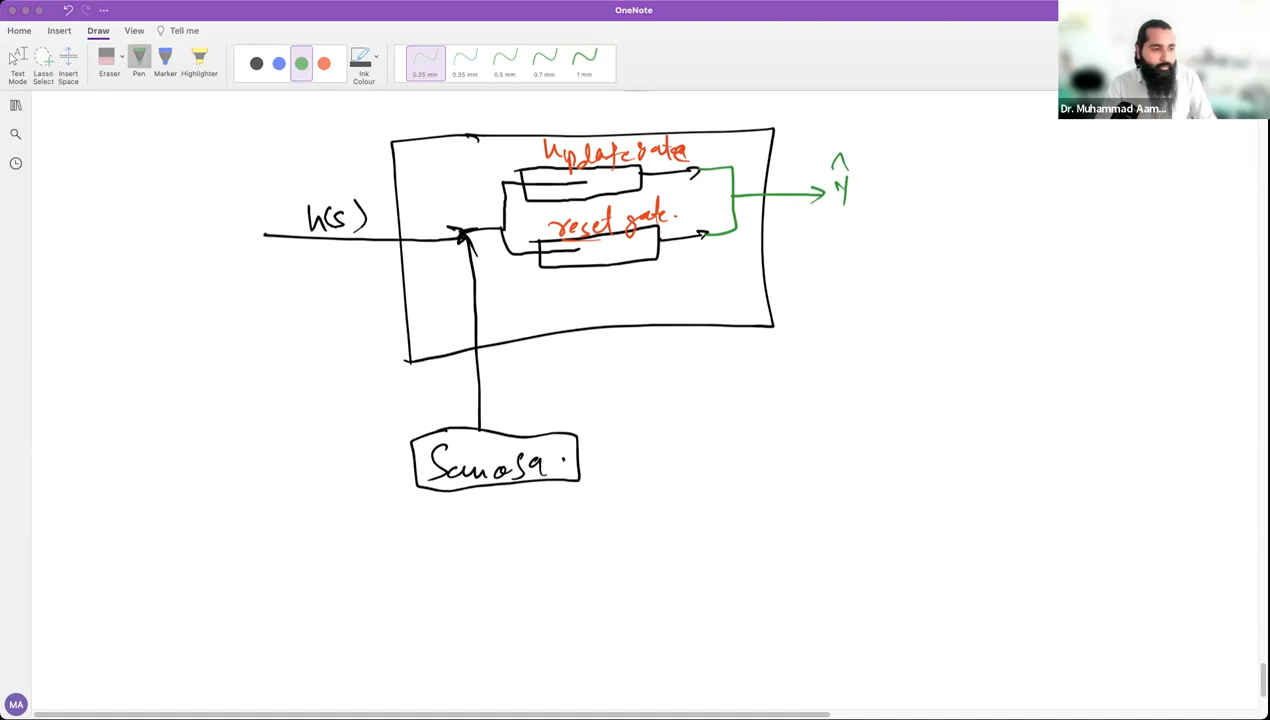 OneNote
Home Insert Draw View Tell me
Text Mode
Lasso Select
Insert Space
Eraser
Pen
Marker
Highlighter
0.25 mm
0.35 mm
0.5 mm
0.7 mm
1 mm
Ink Colour
Dr. Muhammad Aam...
Update gate
ŷ
h(s)
reset gate.
Samosa.
MA